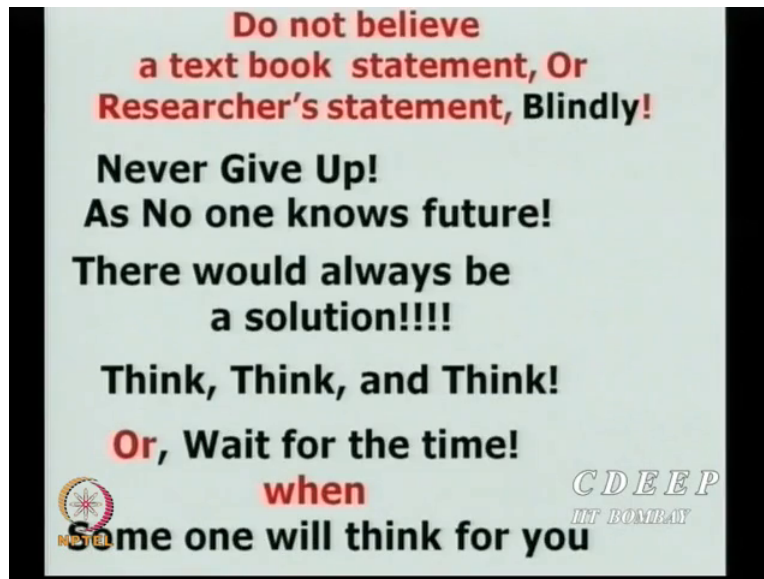 Do not believe
a text book statement, Or
Researcher's statement, Blindly!
Never Give Up!
As No one knows future!
There would always be
a solution!!!!
Think, Think, and Think!
Or, Wait for the time!
when
Some one will think for you
CDEEP
IIT BOMBAY
NPTEL